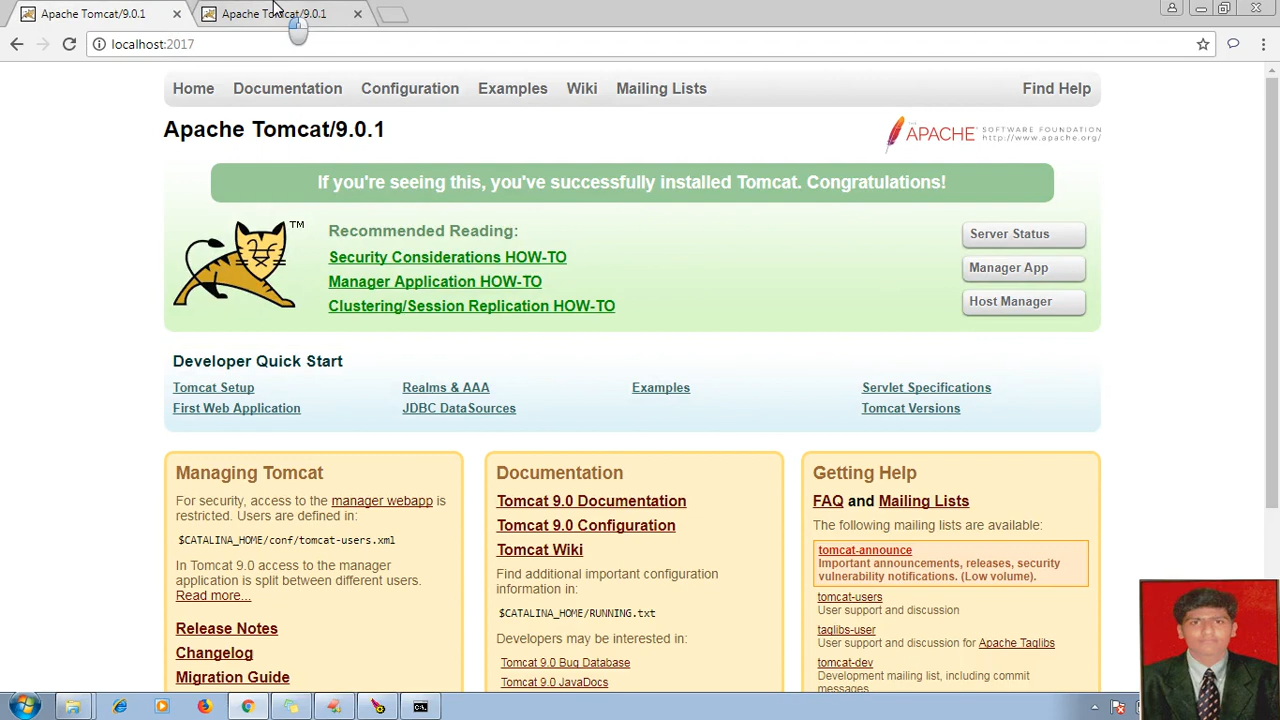 Apache Tomcat/9.0.1
Apache Tomcat/9.0.1
localhost:2017
Home Documentation Configuration Examples Wiki Mailing Lists Find Help
Apache Tomcat/9.0.1
THE
APACHE SOFTWARE FOUNDATION
http://www.apache.org/
If you're seeing this, you've successfully installed Tomcat. Congratulations!
TM
Recommended Reading:
Security Considerations HOW-TO
Manager Application HOW-TO
Clustering/Session Replication HOW-TO
Server Status
Manager App
Host Manager
Developer Quick Start
Tomcat Setup
First Web Application
Realms & AAA
JDBC DataSources
Examples
Servlet Specifications
Tomcat Versions
Managing Tomcat
For security, access to the manager webapp is
restricted. Users are defined in:
$CATALINA_HOME/conf/tomcat-users.xml
In Tomcat 9.0 access to the manager
application is split between different users.
Read more...
Release Notes
Changelog
Migration Guide
Documentation
Tomcat 9.0 Documentation
Tomcat 9.0 Configuration
Tomcat Wiki
Find additional important configuration
information in:
$CATALINA_HOME/RUNNING.txt
Developers may be interested in:
Tomcat 9.0 Bug Database
Tomcat 9.0 JavaDocs
Getting Help
FAQ and Mailing Lists
The following mailing lists are available:
tomcat-announce
Important announcements, releases, security
vulnerability notifications. (Low volume).
tomcat-users
User support and discussion
taglibs-user
User support and discussion for Apache Taglibs
tomcat-dev
Development mailing list, including commit
messages